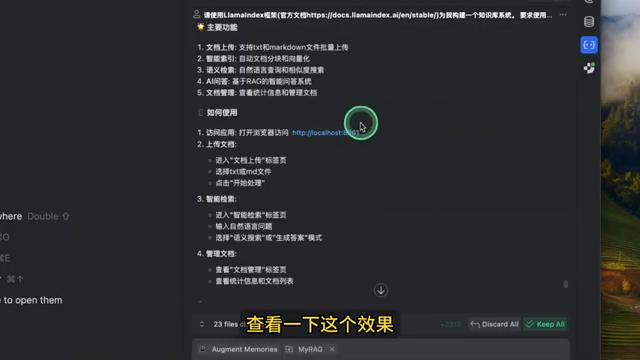 请使用LlamaIndex框架(官方文档https://docs.llamaindex.ai/en/stable/)为我构建一个知识库系统。 要求使用...
主要功能
1. 文档上传: 支持txt和markdown文件批量上传
2. 智能索引: 自动文档分块和向量化
3. 语义检索: 自然语言查询和相似度搜索
4. AI问答: 基于RAG的智能问答系统
5. 文档管理: 查看统计信息和管理文档
如何使用
1. 访问应用: 打开浏览器访问 http://localhost:8501
2. 上传文档:
进入"文档上传"标签页
选择txt或md文件
点击"开始处理"
3. 智能检索:
进入"智能检索"标签页
输入自然语言问题
选择"语义搜索"或"生成答案"模式
4. 管理文档:
查看"文档管理"标签页
查看统计信息和文档列表
where Double ⇧
⌘O
⌘E
⌘↑
e to open them
23 files
Discard All
Keep All
查看一下这个效果
Augment Memories
MyRAG